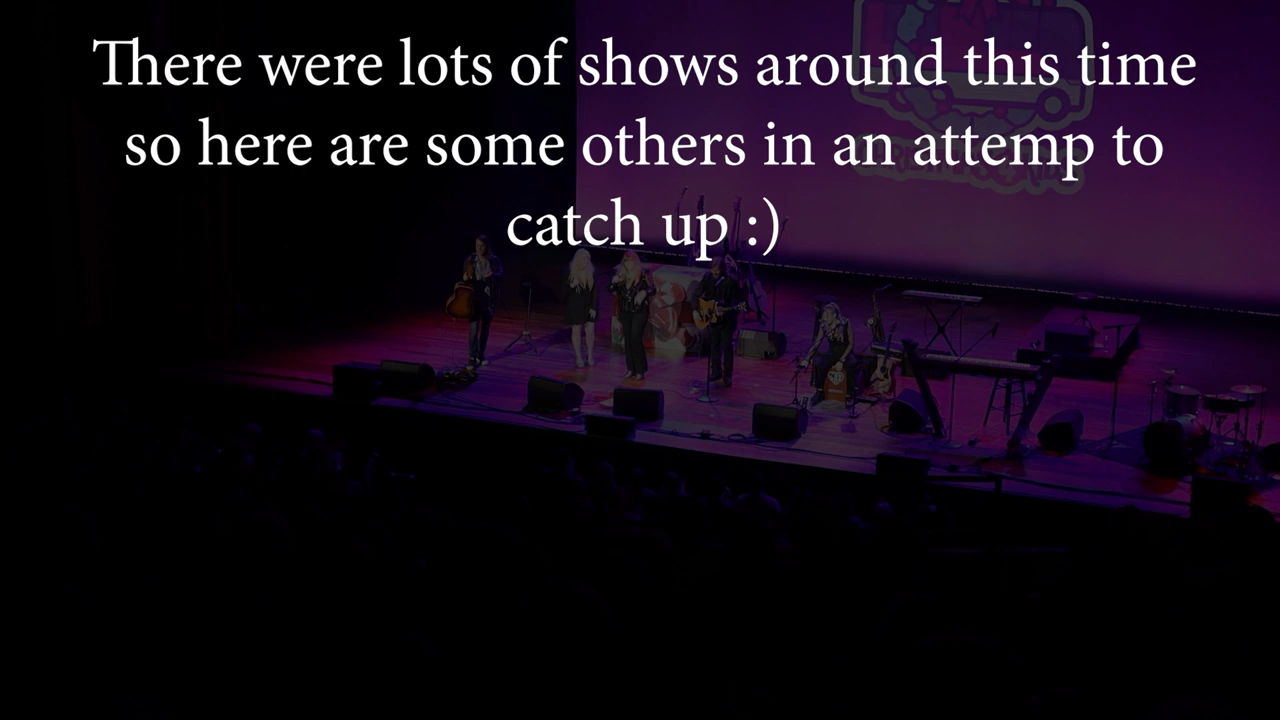 There were lots of shows around this time
so here are some others in an attemp to
catch up :)